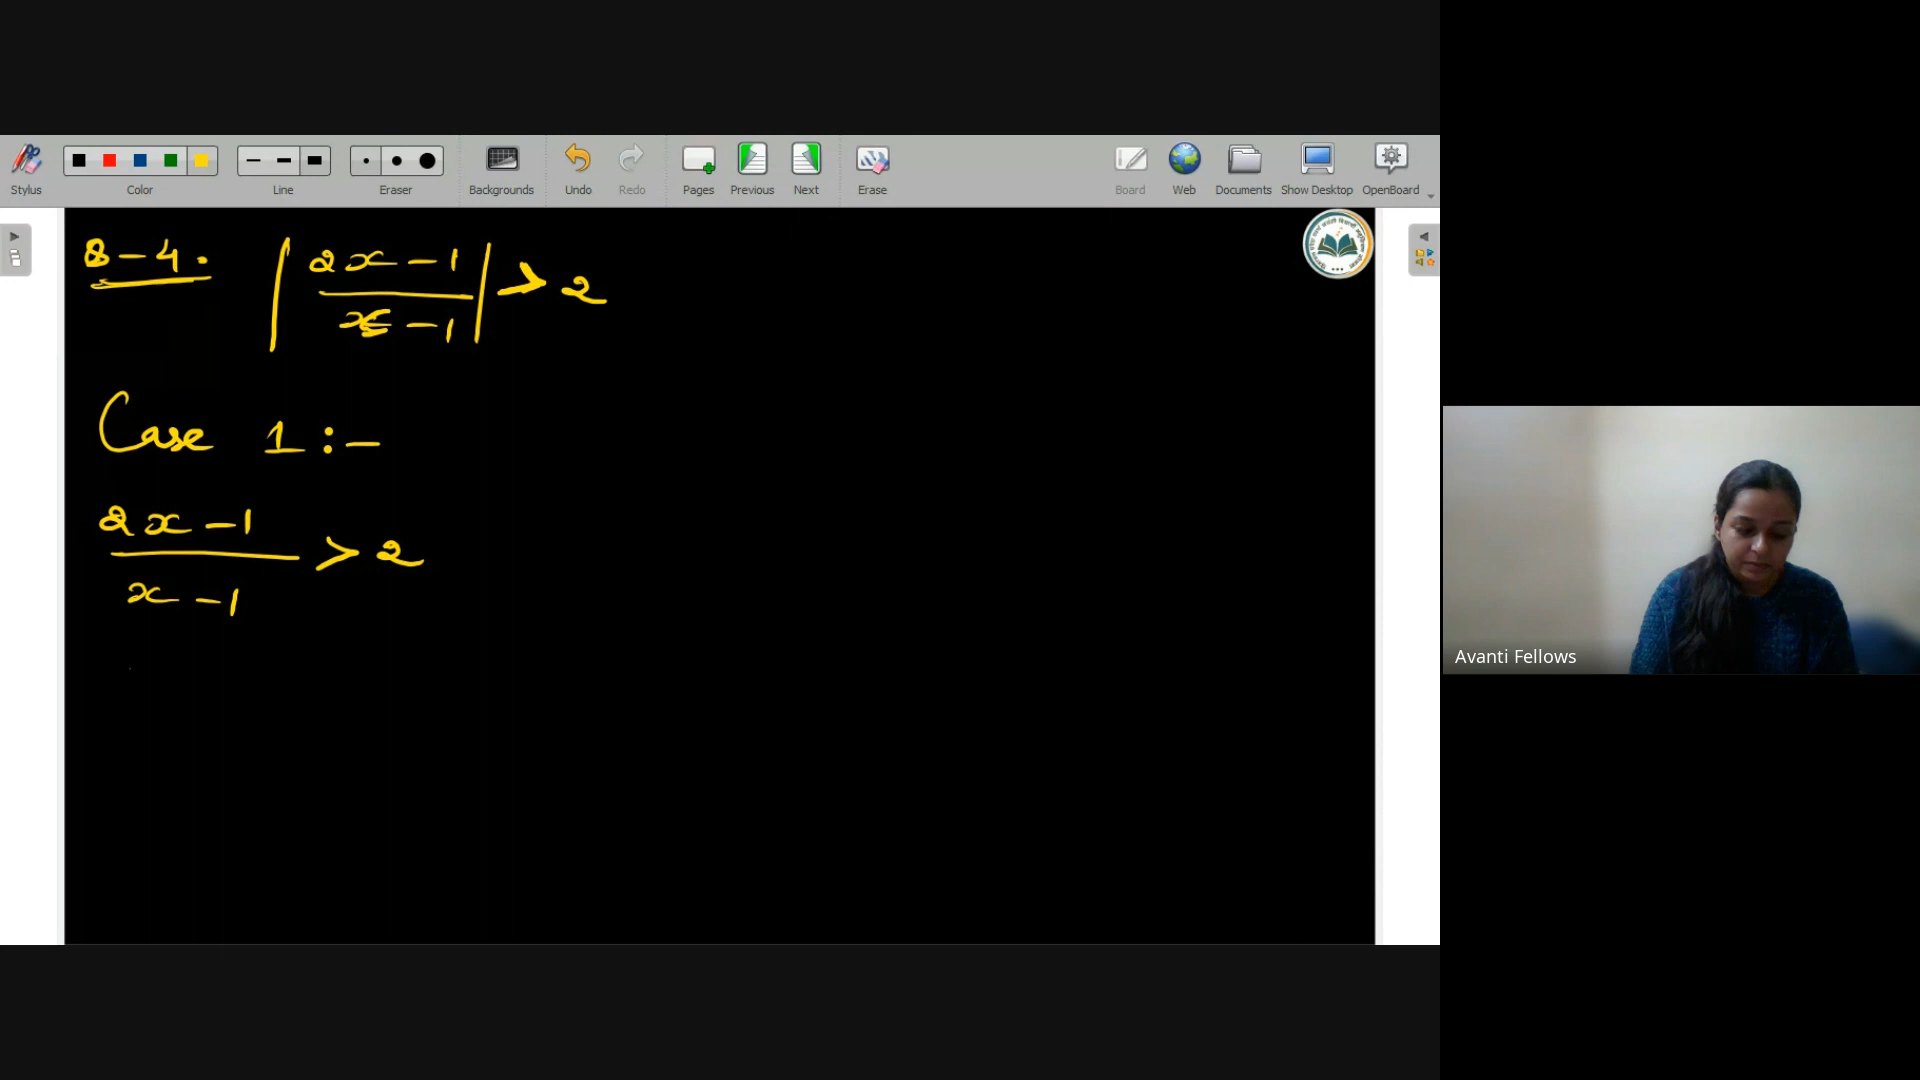 Stylus Color Line Eraser Backgrounds Undo Redo Pages Previous Next Erase Board Web Documents Show Desktop OpenBoard
Q-4. |(2x-1)/(x-1)| > 2
Case 1 :-
(2x-1)/(x-1) > 2
Avanti Fellows